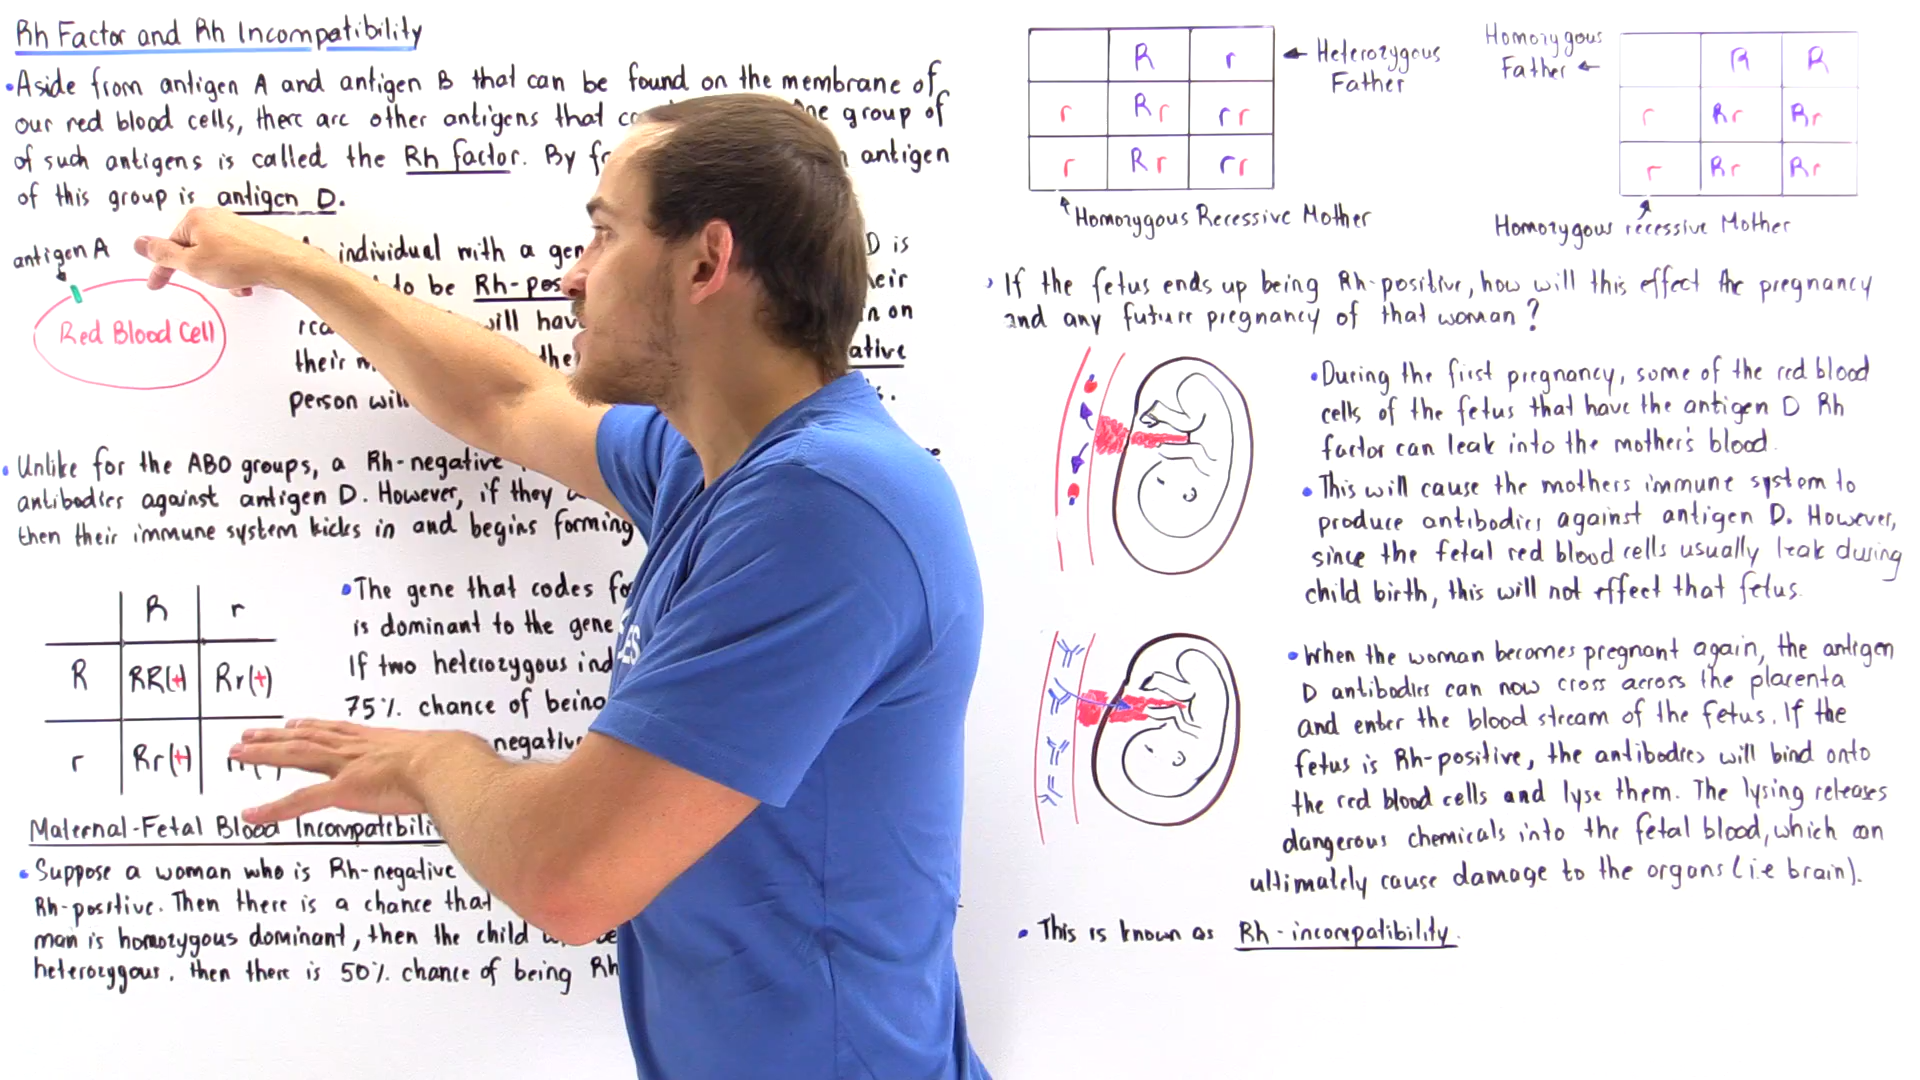 Rh Factor and Rh Incompatibility
•Aside from antigen A and antigen B that can be found on the membrane of
our red blood cells, there are other antigens that group of
of such antigens is called the Rh factor. By antigen
of this group is antigen D.
antigen A
Red Blood Cell
individual with a gen D is
to be Rh-pos
will hav on
their the ative
person will
•Unlike for the ABO groups, a Rh-negative
antibodies against antigen D. However, if they
then their immune system kicks in and begins forming
R r
R RR(+) Rr(+)
r Rr(+)
•The gene that codes
is dominant to the gene
If two heterozygous ind
75% chance of being
negative
Maternal-Fetal Blood Incompatibili
•Suppose a woman who is Rh-negative
Rh-positive. Then there is a chance that
man is homozygous dominant, then the child
heterozygous, then there is 50% chance of being Rh
R r
r Rr rr
r Rr rr
← Heterozygous
Father
Homozygous Recessive Mother
Homozygous
Father ←
R R
r Rr Rr
r Rr Rr
Homozygous recessive Mother
If the fetus ends up being Rh-positive, how will this effect the pregnancy
and any future pregnancy of that woman?
•During the first pregnancy, some of the red blood
cells of the fetus that have the antigen D Rh
factor can leak into the mother's blood.
•This will cause the mothers immune system to
produce antibodies against antigen D. However,
since the fetal red blood cells usually leak during
child birth, this will not effect that fetus.
•When the woman becomes pregnant again, the antigen
D antibodies can now cross across the placenta
and enter the blood stream of the fetus. If the
fetus is Rh-positive, the antibodies will bind onto
the red blood cells and lyse them. The lysing releases
dangerous chemicals into the fetal blood, which can
ultimately cause damage to the organs (i.e brain).
•This is known as Rh-incompatibility.